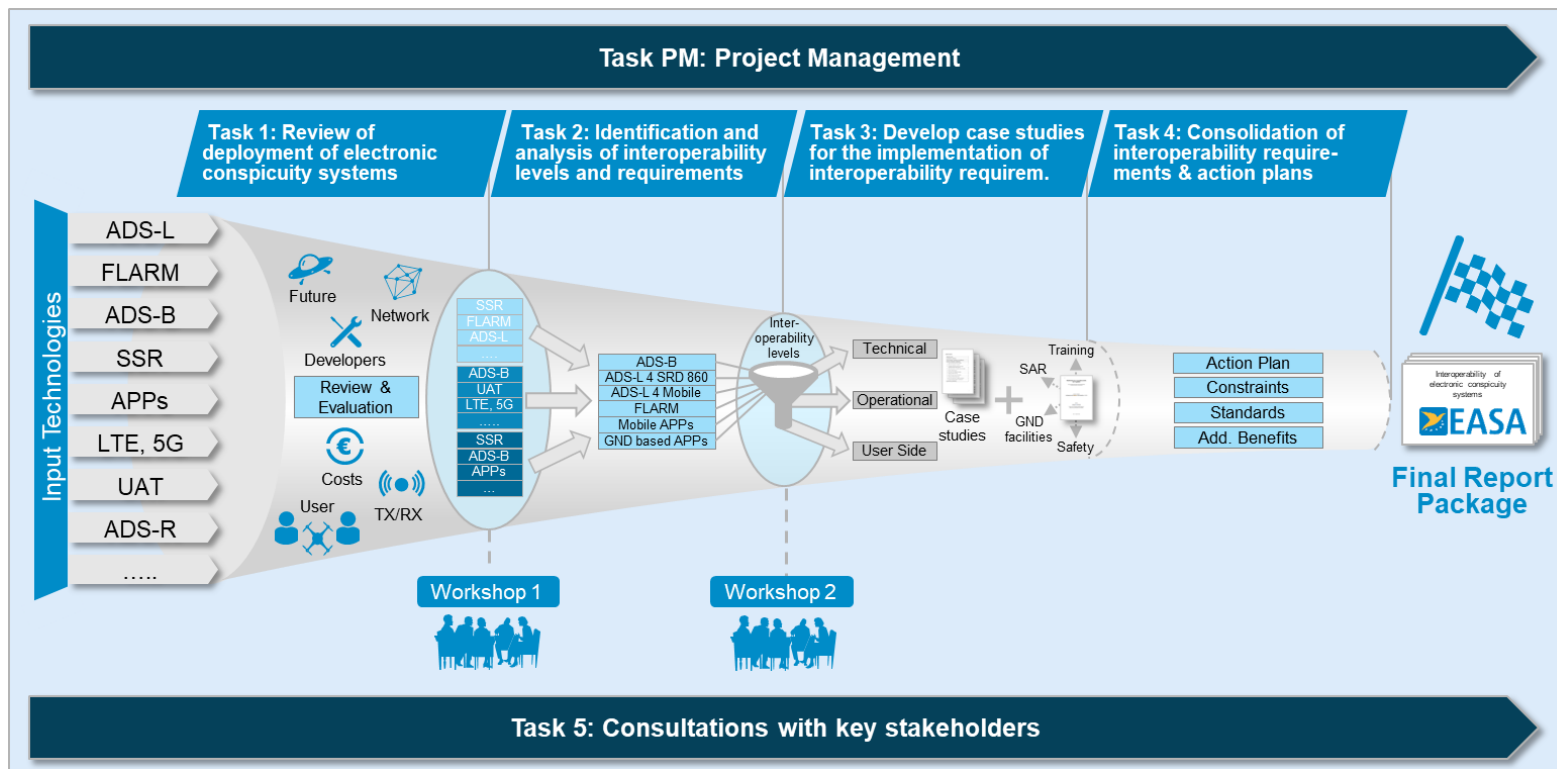 Task PM: Project Management
Task 1: Review of
deployment of electronic
conspicuity systems
Task 2: Identification and
analysis of interoperability
levels and requirements
Task 3: Develop case studies
for the implementation of
interoperability requirem.
Task 4: Consolidation of
interoperability require-
ments & action plans
Input Technologies
ADS-L
FLARM
ADS-B
SSR
APPs
LTE, 5G
UAT
ADS-R
.....
Future
Network
Developers
Review &
Evaluation
€
Costs
TX/RX
User
SSR
FLARM
ADS-L
....
ADS-B
UAT
LTE, 5G
.....
SSR
ADS-B
APPs
...
ADS-B
ADS-L 4 SRD 860
ADS-L 4 Mobile
FLARM
Mobile APPs
GND based APPs
Inter-
operability
levels
Technical
Operational
User Side
Case
studies
Training
SAR
GND
facilities
Safety
Action Plan
Constraints
Standards
Add. Benefits
Interoperability of
electronic conspicuity
systems
EASA
Final Report
Package
Workshop 1
Workshop 2
Task 5: Consultations with key stakeholders